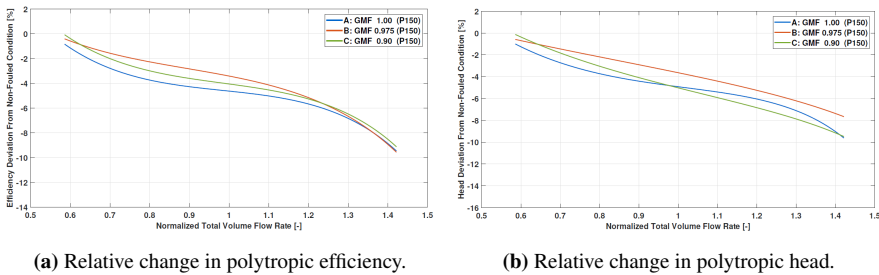 2
0
-2
-4
-6
-8
-10
-12
-14
0.5 0.6 0.7 0.8 0.9 1 1.1 1.2 1.3 1.4 1.5
Efficiency Deviation From Non-Fouled Condition [%]
Normalized Total Volume Flow Rate [-]
A: GMF 1.00 (P150)
B: GMF 0.975 (P150)
C: GMF 0.90 (P150)
(a) Relative change in polytropic efficiency.
2
0
-2
-4
-6
-8
-10
-12
-14
-16
0.5 0.6 0.7 0.8 0.9 1 1.1 1.2 1.3 1.4 1.5
Head Deviation From Non-Fouled Condition [%]
Normalized Total Volume Flow Rate [-]
A: GMF 1.00 (P150)
B: GMF 0.975 (P150)
C: GMF 0.90 (P150)
(b) Relative change in polytropic head.